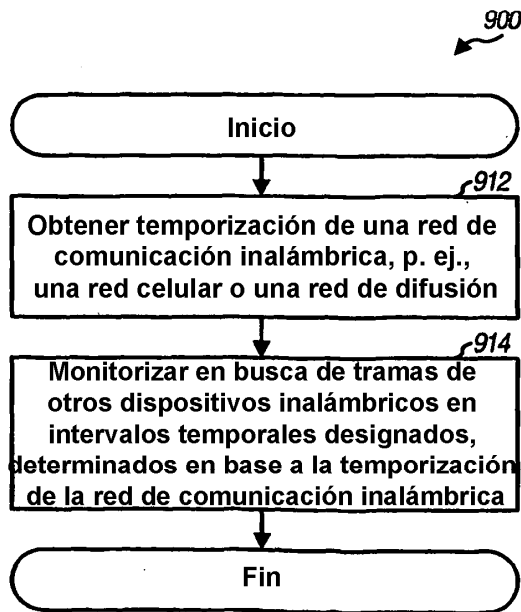 900
Inicio
912
Obtener temporización de una red de
comunicación inalámbrica, p. ej.,
una red celular o una red de difusión
914
Monitorizar en busca de tramas de
otros dispositivos inalámbricos en
intervalos temporales designados,
determinados en base a la temporización
de la red de comunicación inalámbrica
Fin